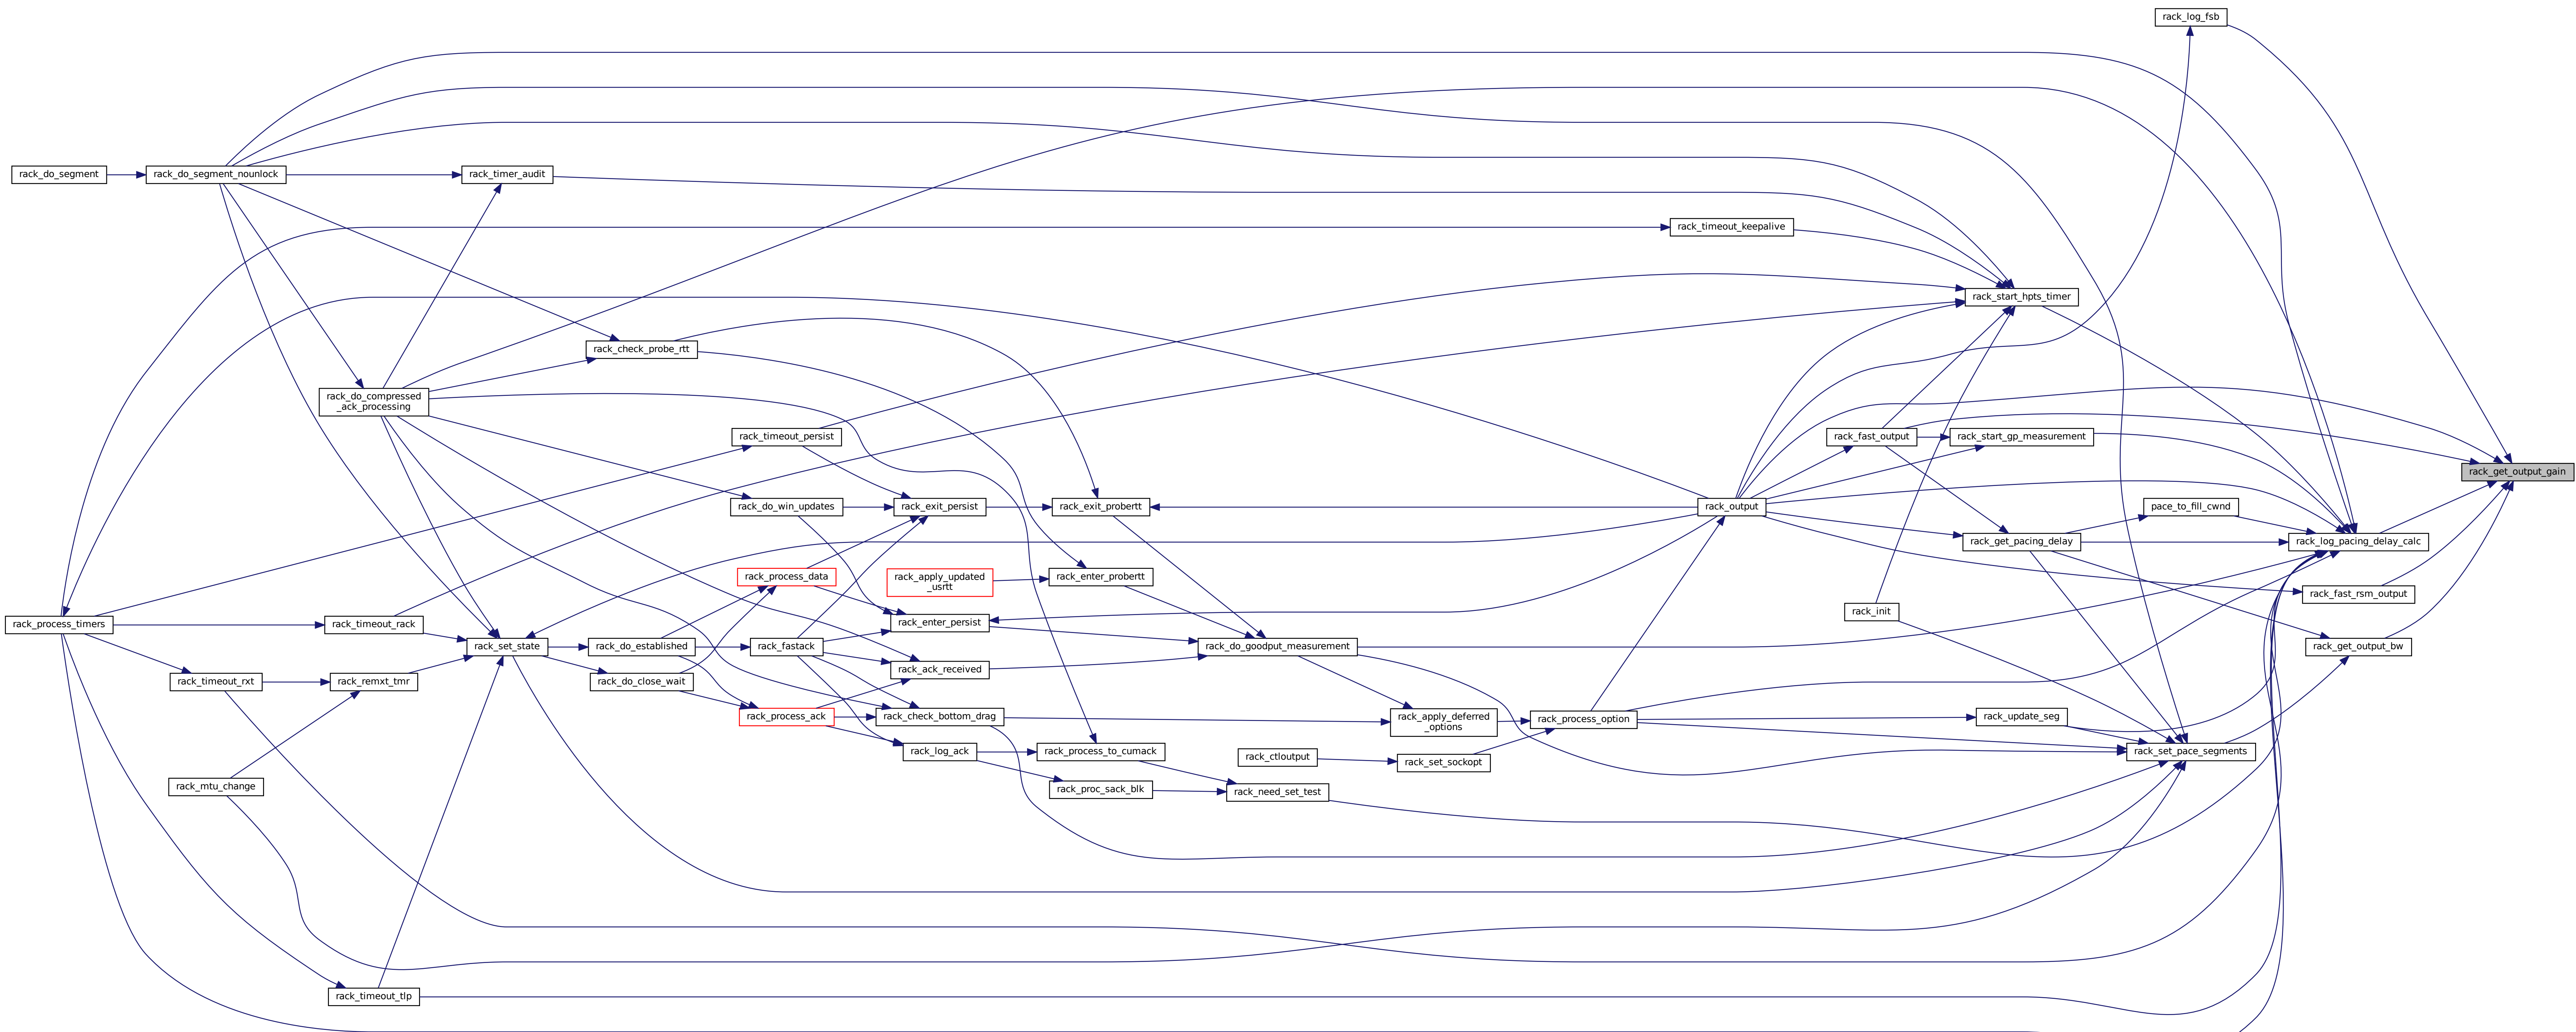 rack_log_fsb
rack_do_segment
rack_do_segment_nounlock
rack_timer_audit
rack_timeout_keepalive
rack_start_hpts_timer
rack_check_probe_rtt
rack_do_compressed
_ack_processing
rack_timeout_persist
rack_fast_output
rack_start_gp_measurement
rack_get_output_gain
rack_do_win_updates
rack_exit_persist
rack_exit_probertt
rack_output
pace_to_fill_cwnd
rack_get_pacing_delay
rack_log_pacing_delay_calc
rack_process_data
rack_apply_updated
_usrtt
rack_enter_probertt
rack_fast_rsm_output
rack_init
rack_process_timers
rack_timeout_rack
rack_enter_persist
rack_set_state
rack_do_established
rack_fastack
rack_do_goodput_measurement
rack_get_output_bw
rack_ack_received
rack_timeout_rxt
rack_remxt_tmr
rack_do_close_wait
rack_process_ack
rack_check_bottom_drag
rack_apply_deferred
_options
rack_process_option
rack_update_seg
rack_log_ack
rack_process_to_cumack
rack_ctloutput
rack_set_sockopt
rack_set_pace_segments
rack_mtu_change
rack_proc_sack_blk
rack_need_set_test
rack_timeout_tlp